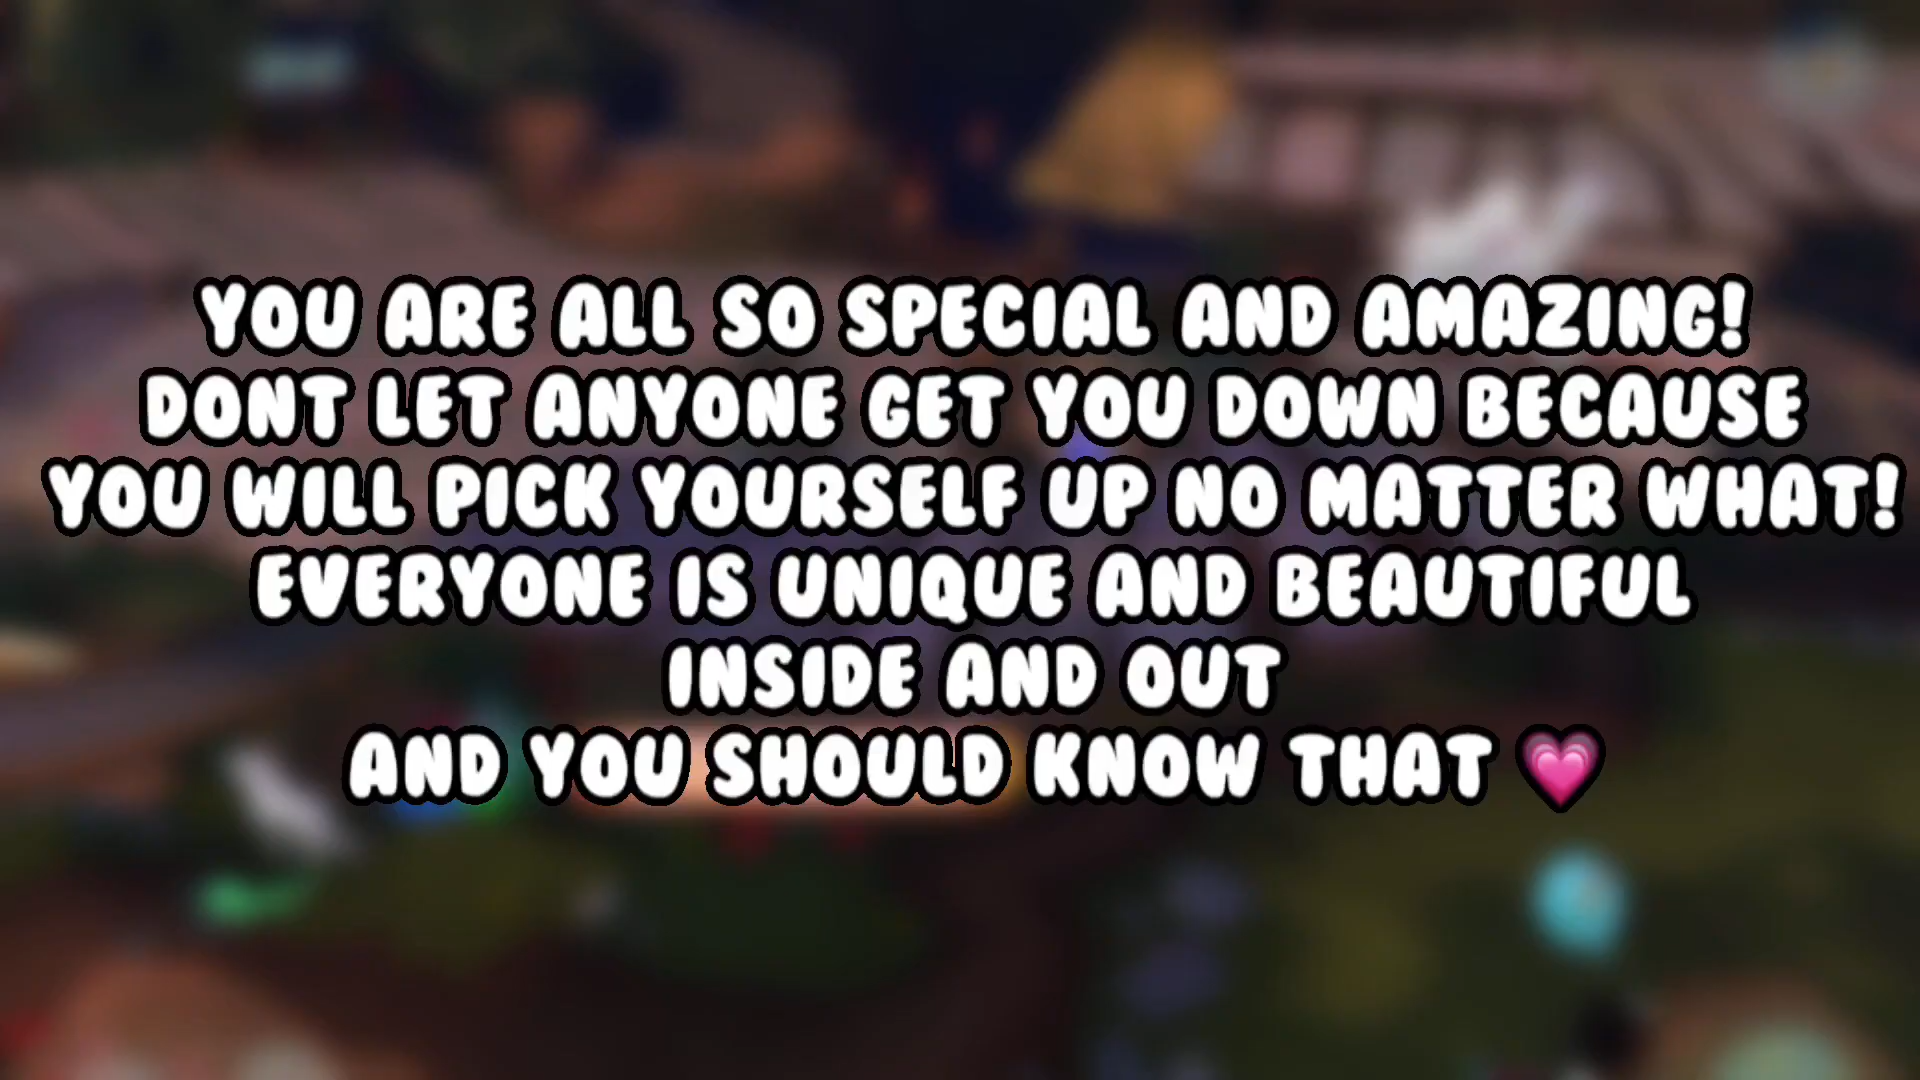 YOU ARE ALL SO SPECIAL AND AMAZING!
DONT LET ANYONE GET YOU DOWN BECAUSE
YOU WILL PICK YOURSELF UP NO MATTER WHAT!
EVERYONE IS UNIQUE AND BEAUTIFUL
INSIDE AND OUT
AND YOU SHOULD KNOW THAT 💗